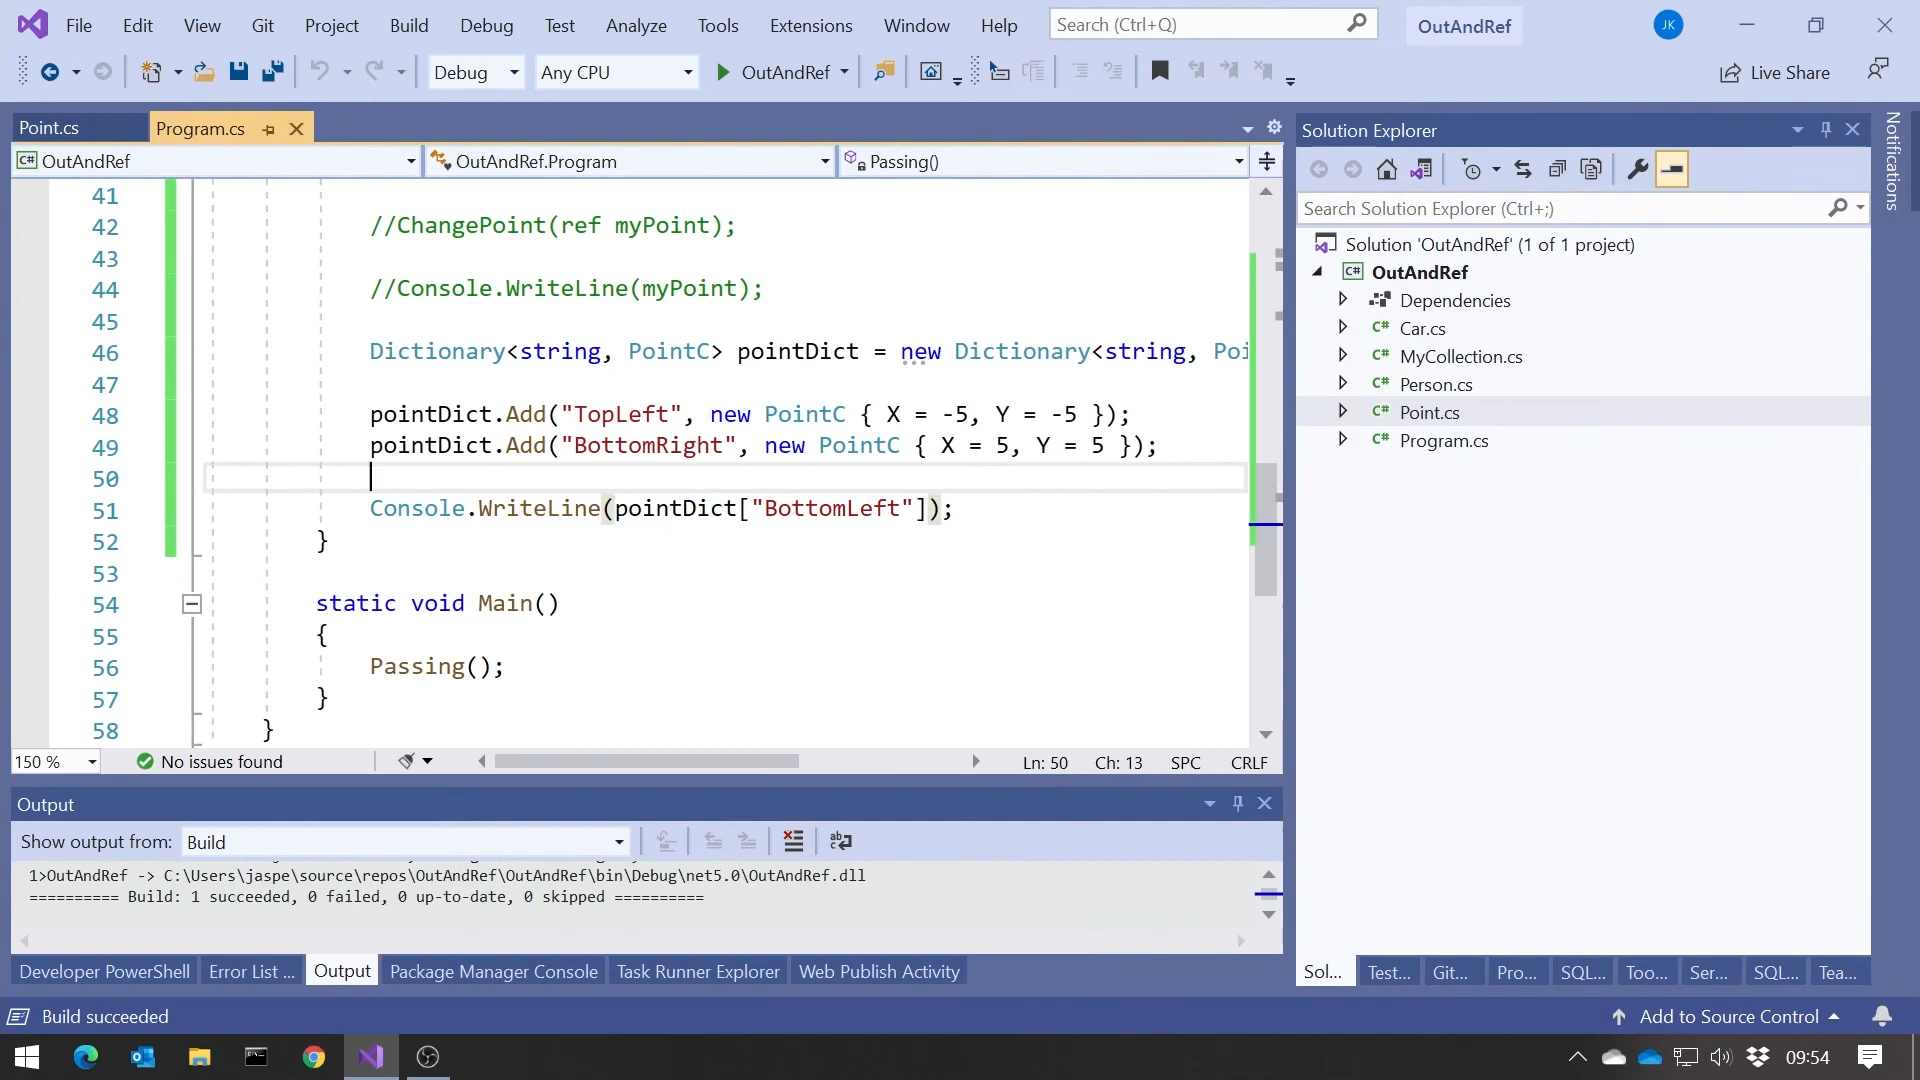 File Edit View Git Project Build Debug Test Analyze Tools Extensions Window Help Search (Ctrl+Q) OutAndRef JK
Debug Any CPU OutAndRef Live Share
Point.cs Program.cs
OutAndRef OutAndRef.Program Passing()
41
42 //ChangePoint(ref myPoint);
43
44 //Console.WriteLine(myPoint);
45
46 Dictionary<string, PointC> pointDict = new Dictionary<string, Poi
47
48 pointDict.Add("TopLeft", new PointC { X = -5, Y = -5 });
49 pointDict.Add("BottomRight", new PointC { X = 5, Y = 5 });
50
51 Console.WriteLine(pointDict["BottomLeft"]);
52 }
53
54 static void Main()
55 {
56 Passing();
57 }
58 }
150 % No issues found Ln: 50 Ch: 13 SPC CRLF
Output
Show output from: Build
1>OutAndRef -> C:\Users\jaspe\source\repos\OutAndRef\OutAndRef\bin\Debug\net5.0\OutAndRef.dll
========== Build: 1 succeeded, 0 failed, 0 up-to-date, 0 skipped ==========
Developer PowerShell Error List ... Output Package Manager Console Task Runner Explorer Web Publish Activity
Solution Explorer
Search Solution Explorer (Ctrl+;)
Solution 'OutAndRef' (1 of 1 project)
C# OutAndRef
Dependencies
C# Car.cs
C# MyCollection.cs
C# Person.cs
C# Point.cs
C# Program.cs
Sol... Test... Git... Pro... SQL... Too... Ser... SQL... Tea...
Notifications
Build succeeded Add to Source Control
09:54